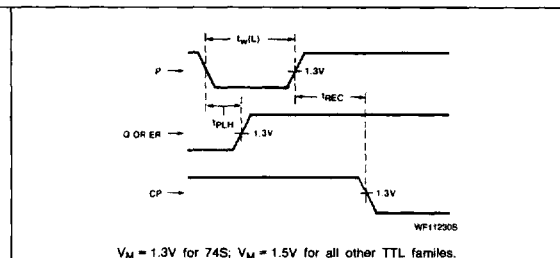 tw(L)
P
1.3V
tREC
tPLH
Q OR ER
1.3V
CP
1.3V
WF11230S
VM = 1.3V for 74S; VM = 1.5V for all other TTL familes.